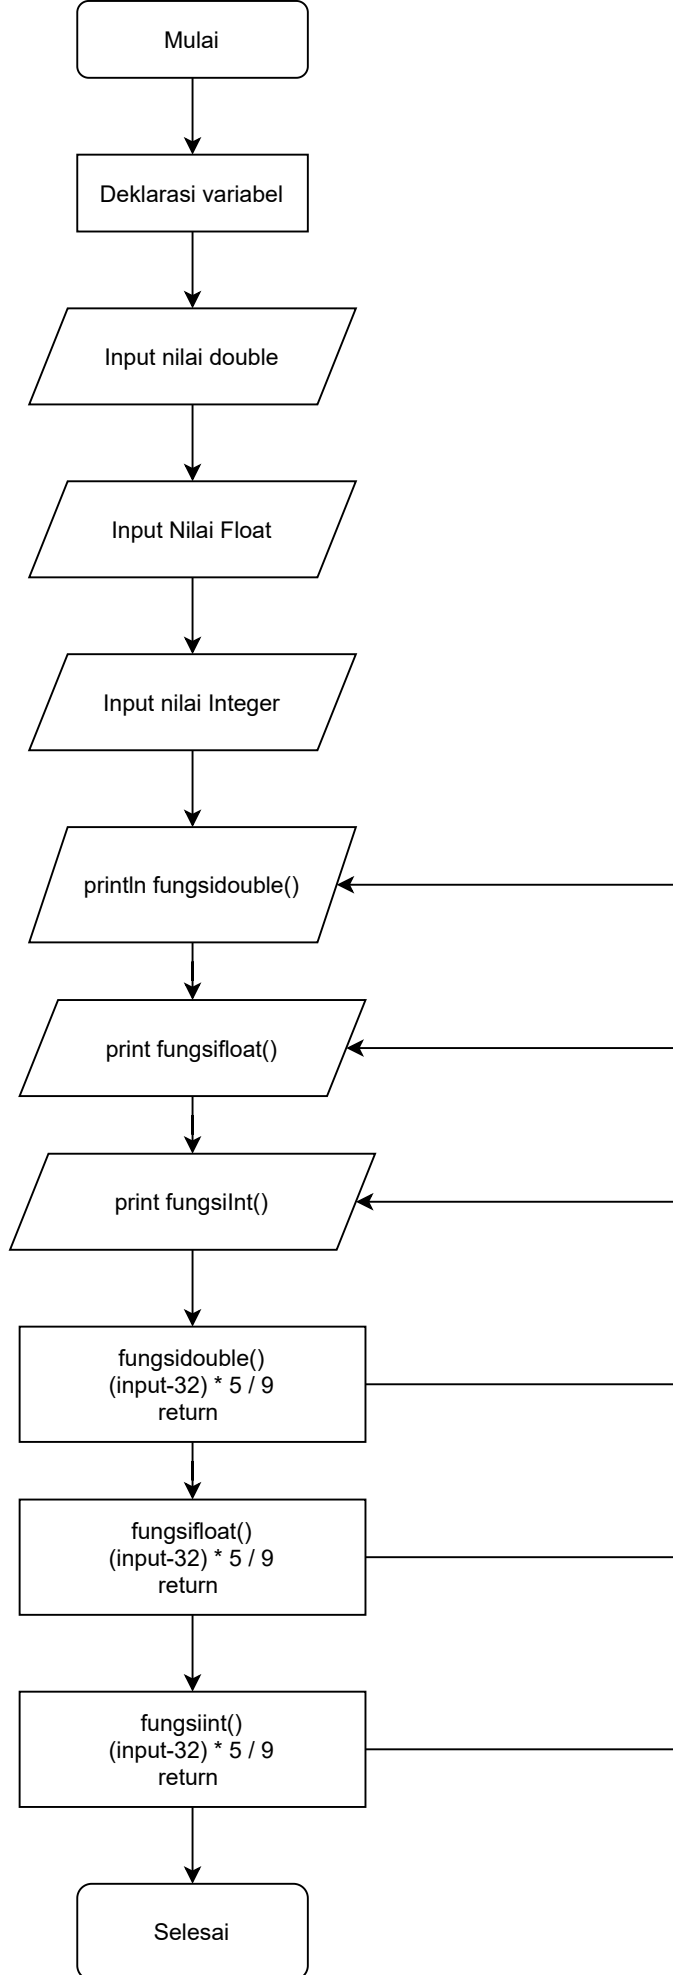 Mulai
Deklarasi variabel
Input nilai double
Input Nilai Float
Input nilai Integer
println fungsidouble()
print fungsifloat()
print fungsiInt()
fungsidouble()
(input-32) * 5 / 9
return
fungsifloat()
(input-32) * 5 / 9
return
fungsiint()
(input-32) * 5 / 9
return
Selesai